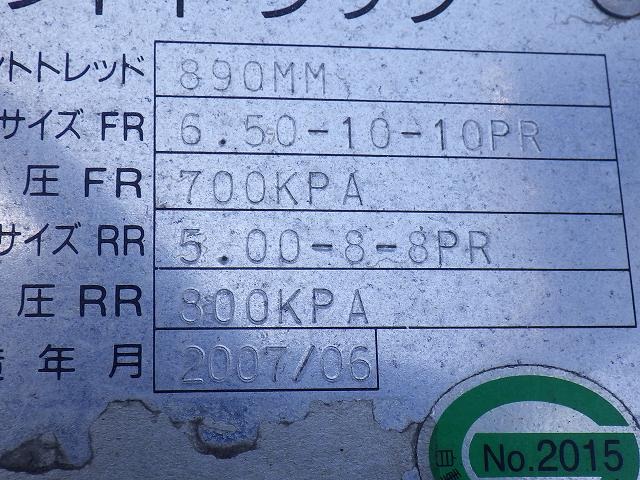 ントトレッド 890MM
サイズ FR 6.50-10-10PR
圧 FR 700KPA
サイズ RR 5.00-8-8PR
圧 RR 800KPA
年 月 2007/06
No.2015